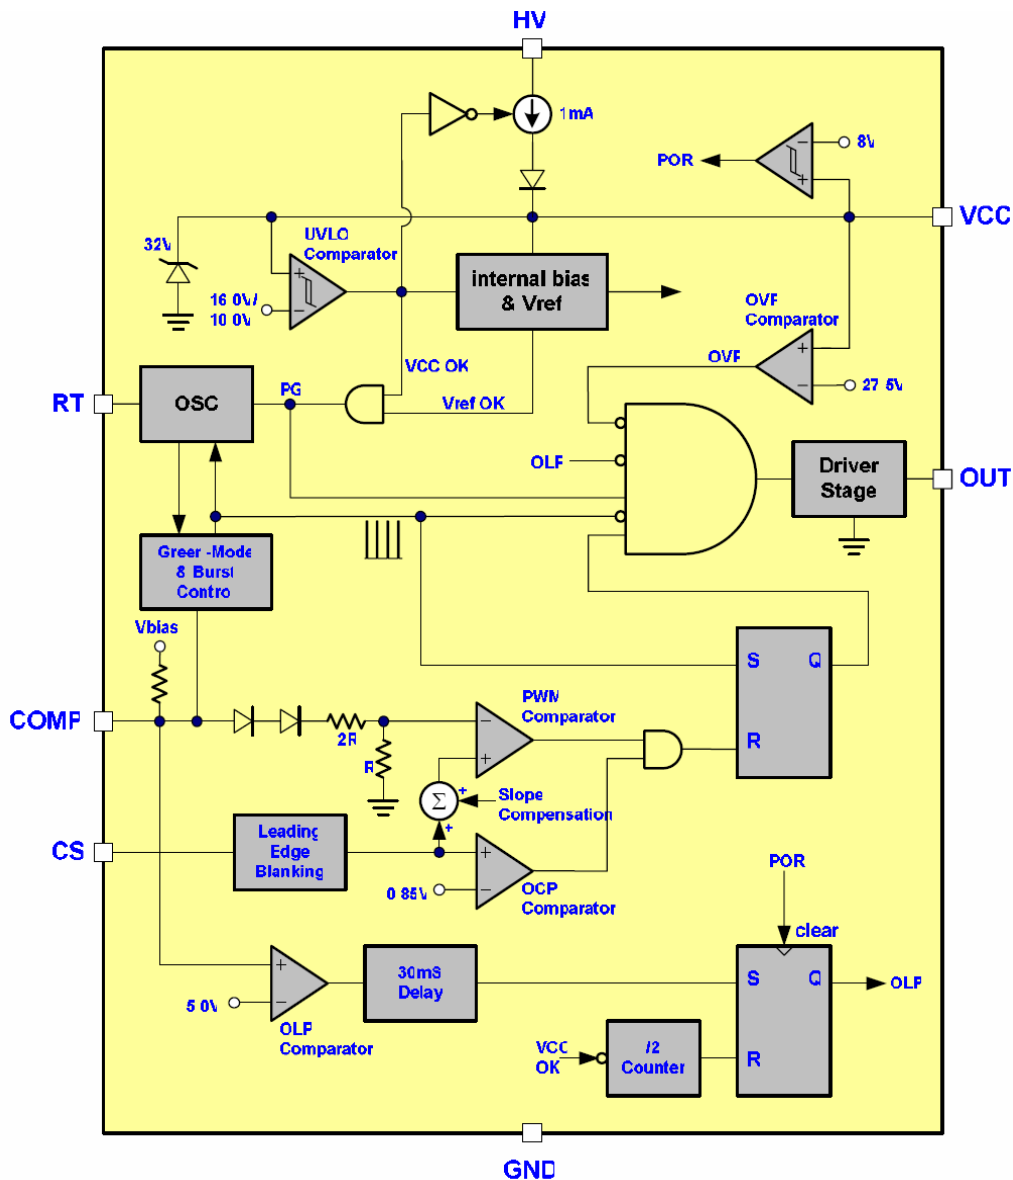 HV
1mA
8V
POR
VCC
UVLO
Comparator
32V
internal bias
& Vref
16.0V/
10.0V
OVP
Comparator
VCC OK
OVP
27.5V
RT
OSC
PG
Vref OK
OLP
Driver
Stage
OUT
Green-Mode
& Burst
Control
Vbias
S Q
COMP
PWM
Comparator
2R
R
R
Σ
Slope
Compensation
Leading
Edge
Blanking
CS
0.85V
OCP
Comparator
POR
clear
30mS
Delay
S Q
OLP
5.0V
OLP
Comparator
VCC
OK
/2
Counter
R
GND